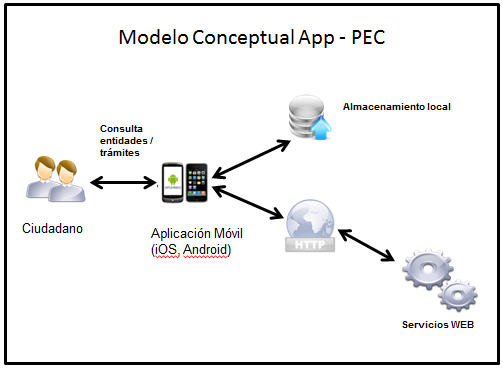 Modelo Conceptual App - PEC
Almacenamiento local
Consulta
entidades /
trámites
Ciudadano
Aplicación Móvil
(iOS, Android)
HTTP
Servicios WEB